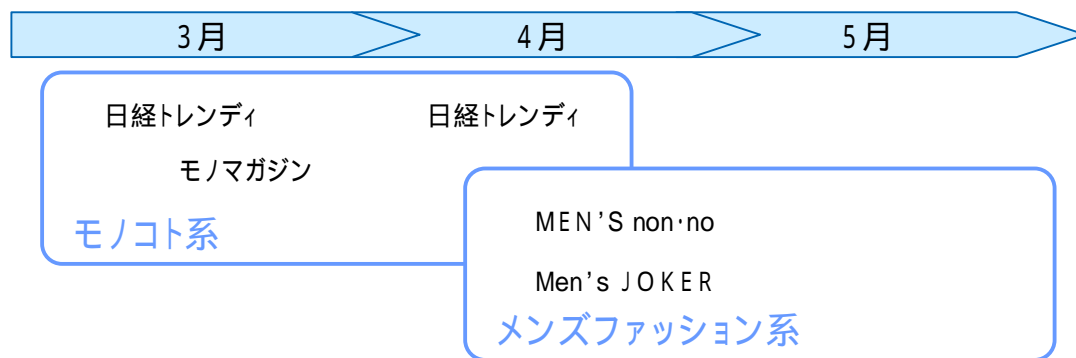 3月 4月 5月
日経トレンディ 日経トレンディ
モノマガジン
モノコト系
MEN'S non・no
Men's JOKER
メンズファッション系